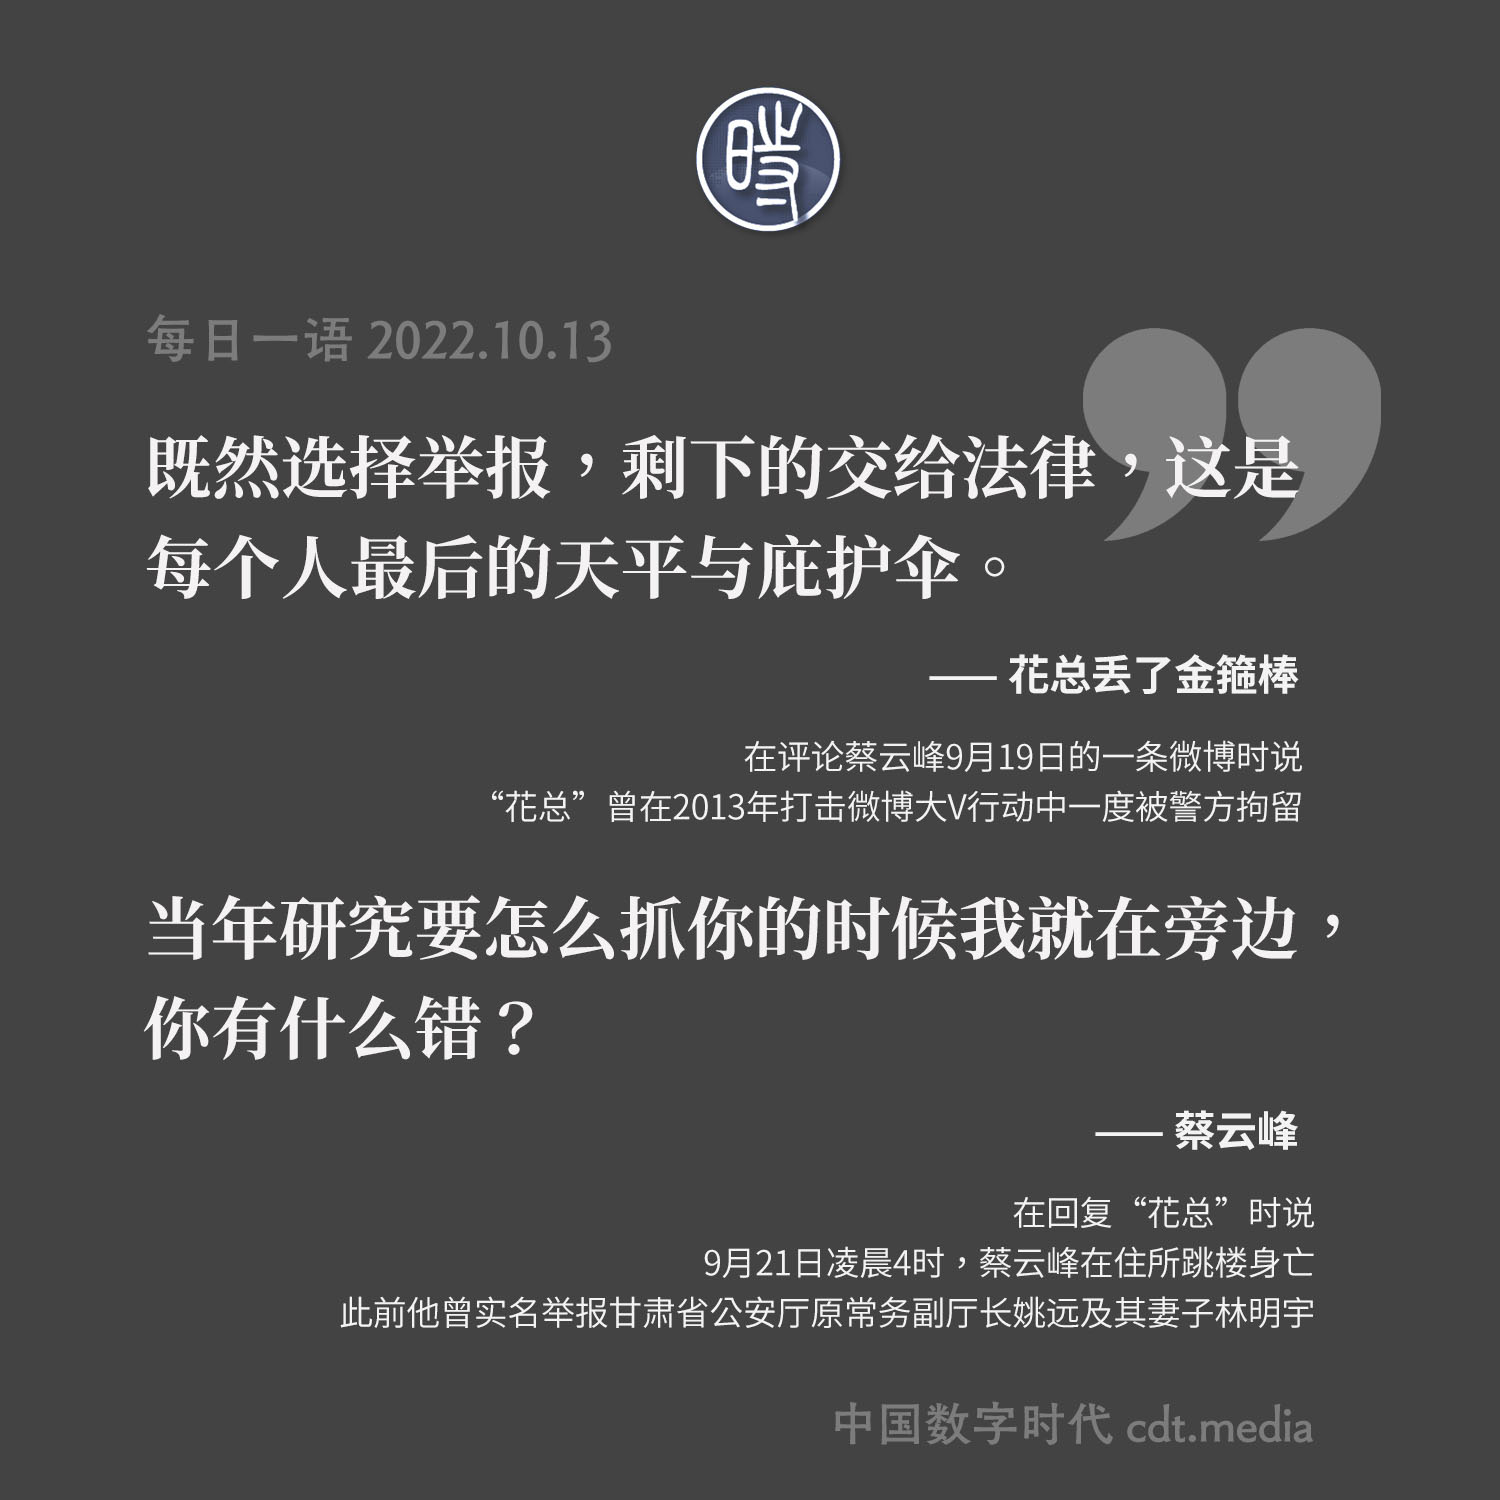 時
每日一语 2022.10.13
既然选择举报，剩下的交给法律，这是
每个人最后的天平与庇护伞。
—— 花总丢了金箍棒
在评论蔡云峰9月19日的一条微博时说
“花总”曾在2013年打击微博大V行动中一度被警方拘留
当年研究要怎么抓你的时候我就在旁边，
你有什么错？
—— 蔡云峰
在回复“花总”时说
9月21日凌晨4时，蔡云峰在住所跳楼身亡
此前他曾实名举报甘肃省公安厅原常务副厅长姚远及其妻子林明宇
中国数字时代 cdt.media